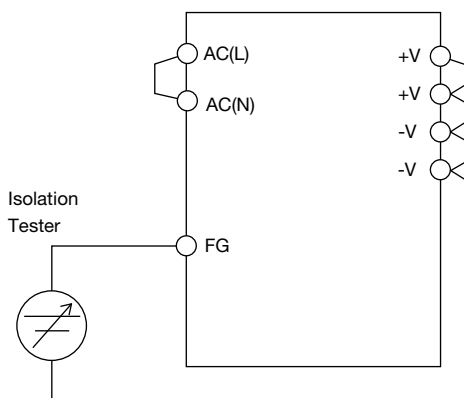 AC(L)
+V
+V
AC(N)
-V
-V
Isolation
Tester
FG